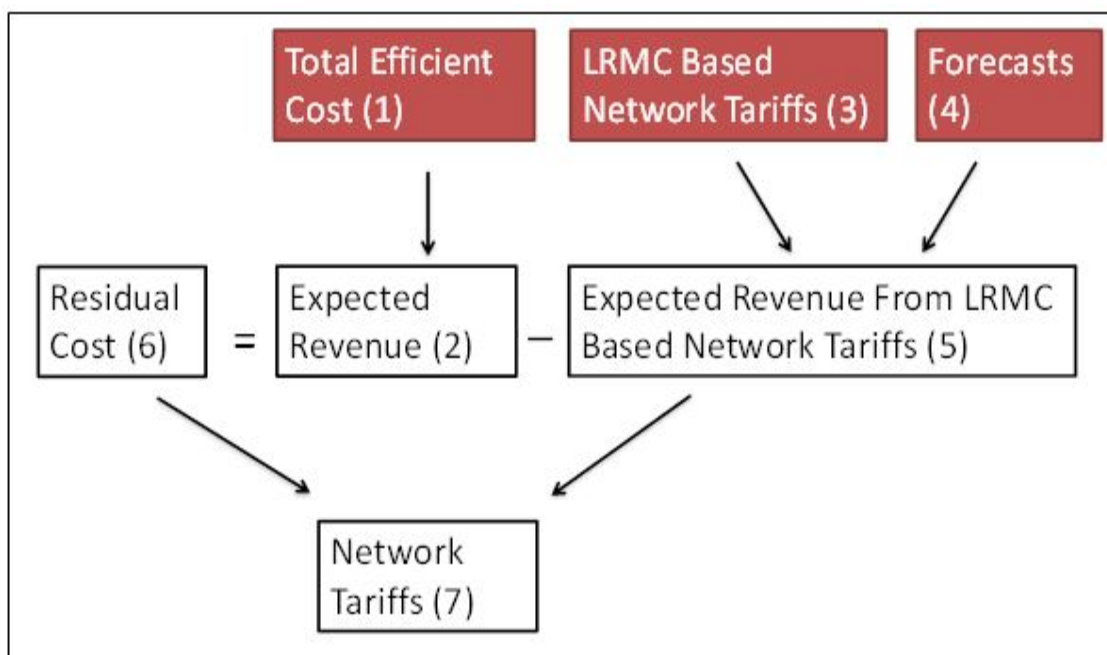 Total Efficient
Cost (1)
LRMC Based
Network Tariffs (3)
Forecasts
(4)
Residual
Cost (6)
=
Expected
Revenue (2)
–
Expected Revenue From LRMC
Based Network Tariffs (5)
Network
Tariffs (7)